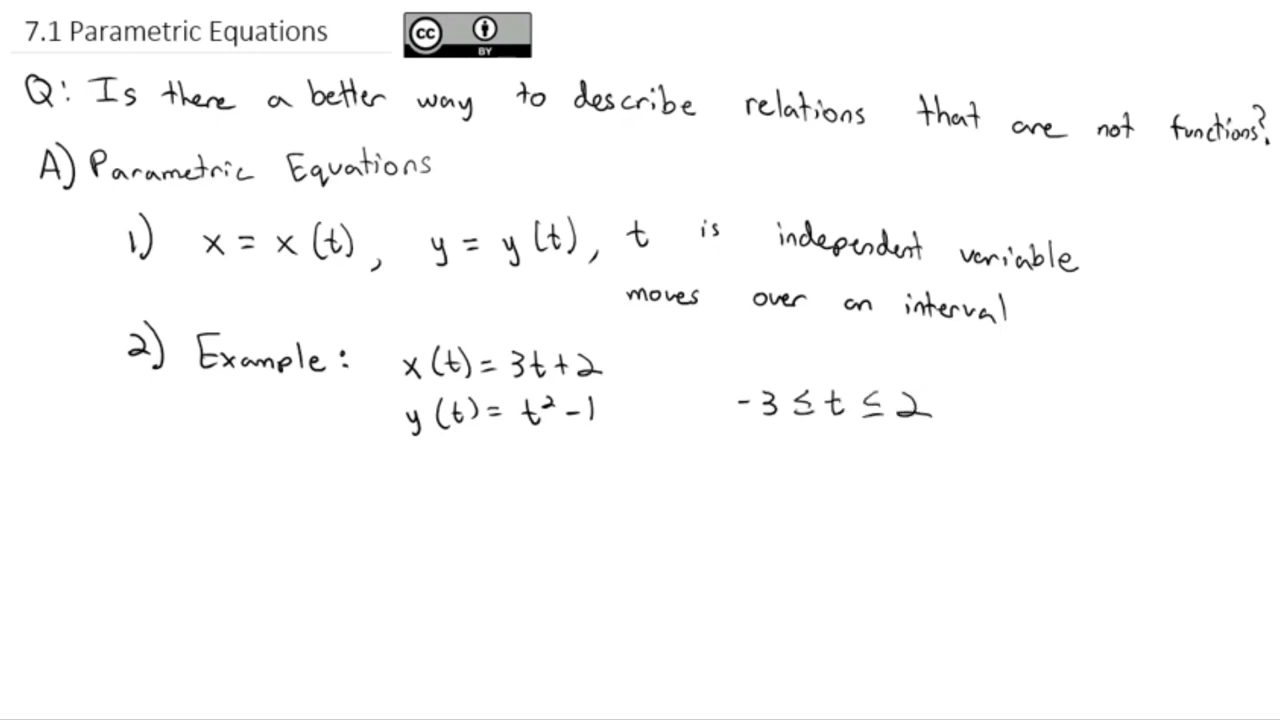 7.1 Parametric Equations
cc BY
Q: Is there a better way to describe relations that are not functions?
A) Parametric Equations
1) x = x(t), y = y(t), t is independent variable
moves over an interval
2) Example: x(t) = 3t+2
y(t) = t² -1 -3 ≤ t ≤ 2